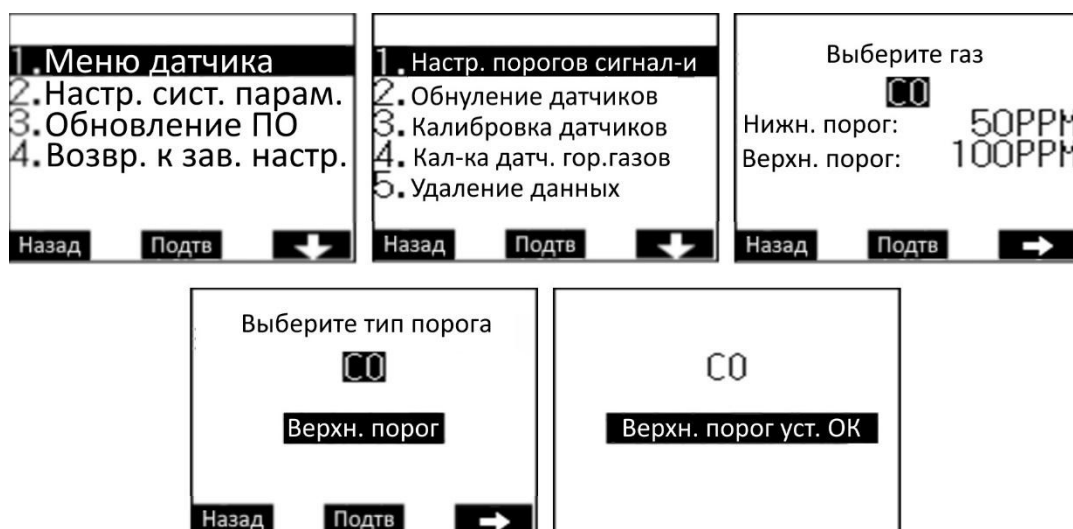 1.Меню датчика
2.Настр. сист. парам.
3.Обновление ПО
4.Возвр. к зав. настр.
Назад Подтв
1. Настр. порогов сигнал-и
2. Обнуление датчиков
3. Калибровка датчиков
4. Кал-ка датч. гор.газов
5. Удаление данных
Назад Подтв
Выберите газ
CO
Нижн. порог: 50PPM
Верхн. порог: 100PPM
Назад Подтв
Выберите тип порога
CO
Верхн. порог
Назад Подтв
CO
Верхн. порог уст. ОК